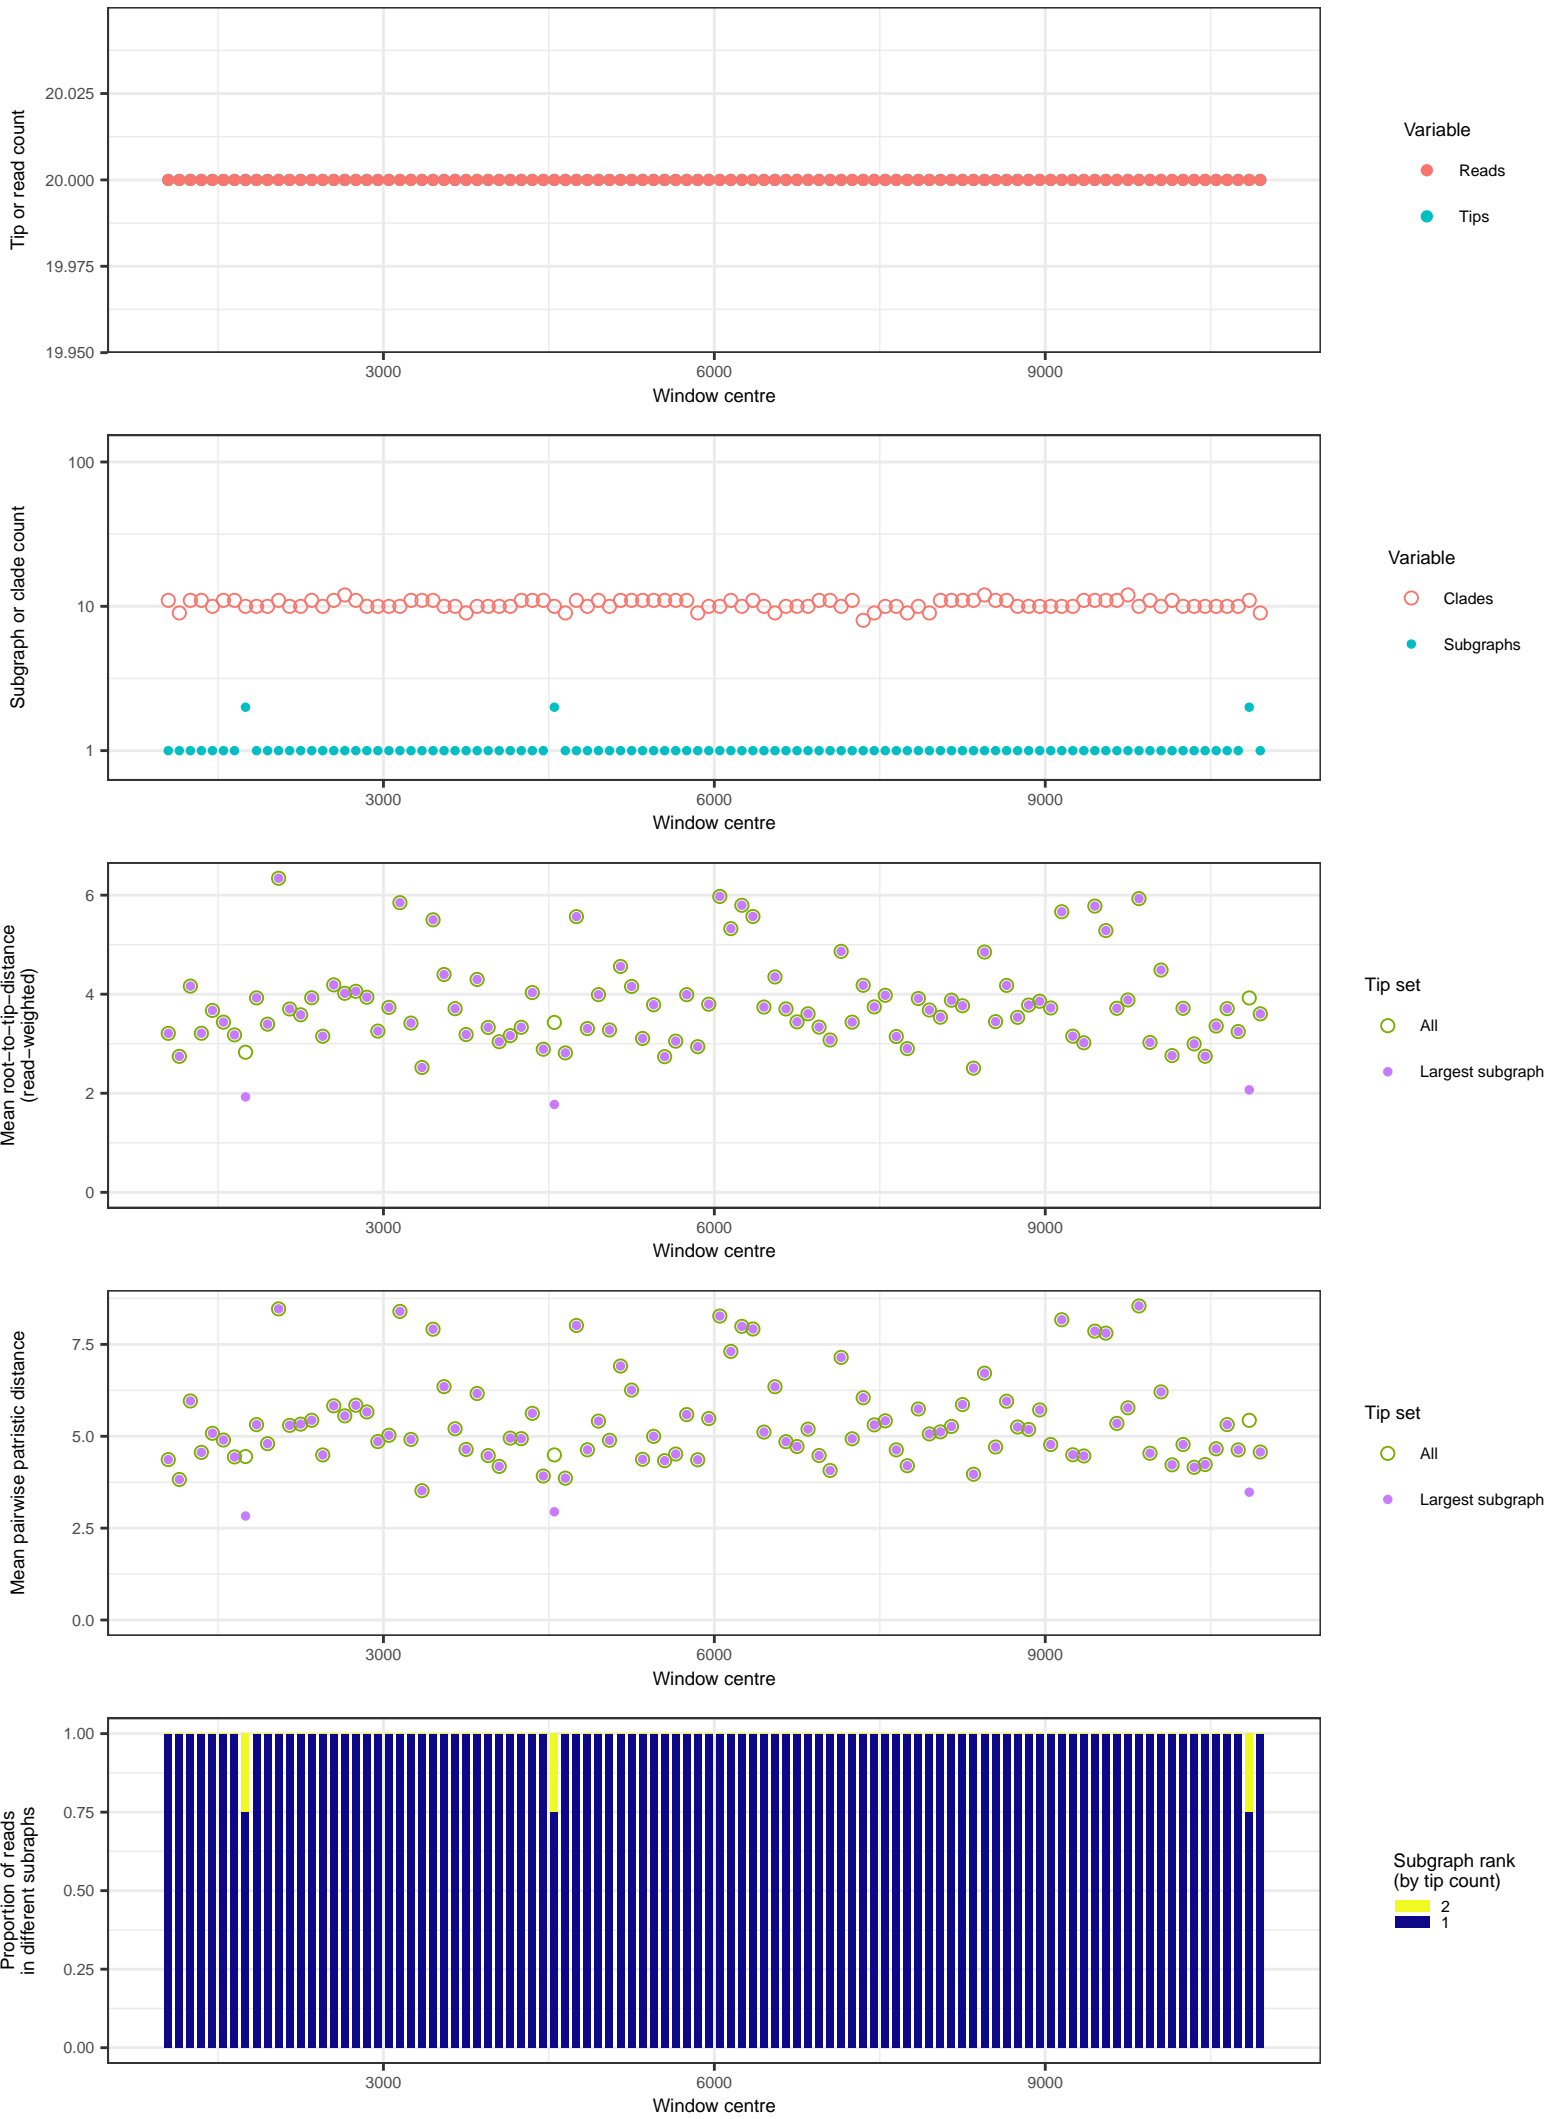 Tip or read count
20.025
20.000
19.975
19.950
3000
6000
9000
Window centre
Variable
Reads
Tips
Subgraph or clade count
100
10
1
3000
6000
9000
Window centre
Variable
Clades
Subgraphs
Mean root−to−tip−distance
(read−weighted)
6
4
2
0
3000
6000
9000
Window centre
Tip set
All
Largest subgraph
Mean pairwise patristic distance
7.5
5.0
2.5
0.0
3000
6000
9000
Window centre
Tip set
All
Largest subgraph
Proportion of reads
in different subraphs
1.00
0.75
0.50
0.25
0.00
3000
6000
9000
Window centre
Subgraph rank
(by tip count)
2
1